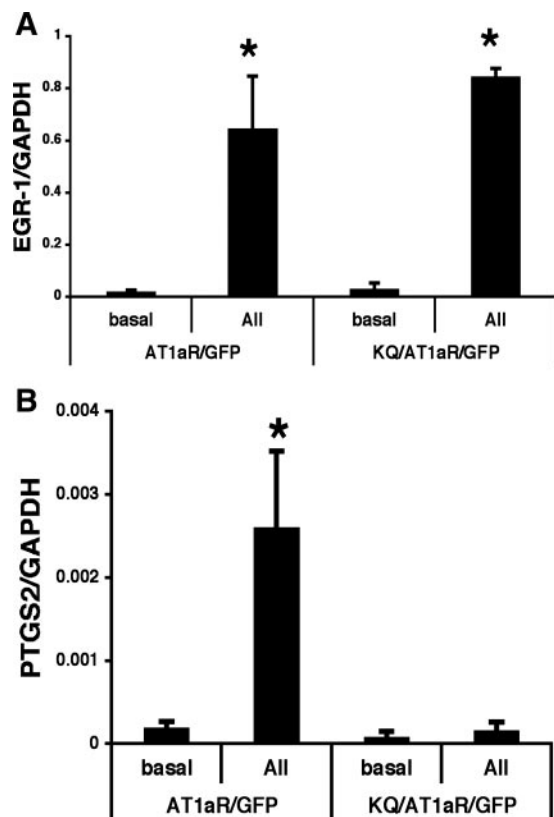 A
EGR-1/GAPDH
1
0.8
0.6
0.4
0.2
0
* *
basal AII basal AII
AT1aR/GFP KQ/AT1aR/GFP
B
PTGS2/GAPDH
0.004
0.003
0.002
0.001
0
*
basal AII basal AII
AT1aR/GFP KQ/AT1aR/GFP